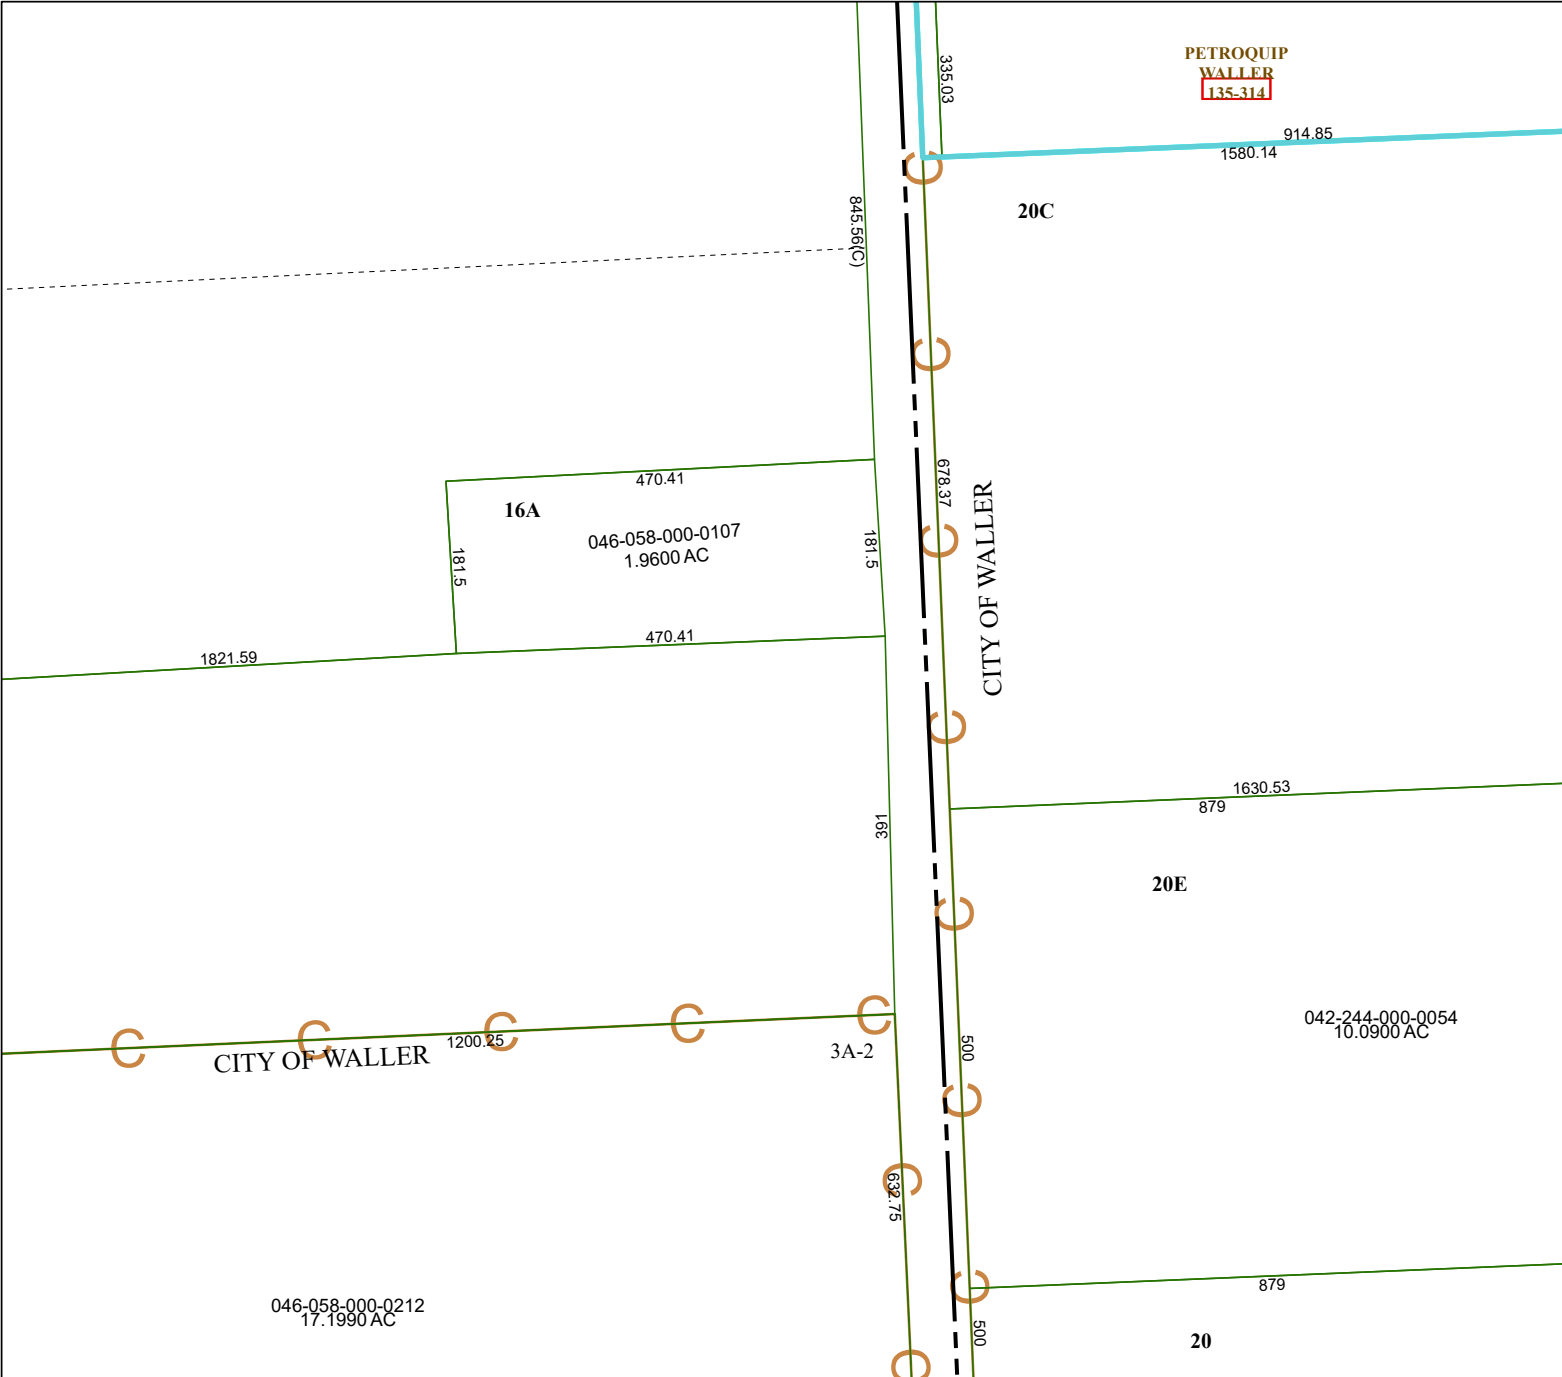 335.03
PETROQUIP
WALLER
135-314
914.85
1580.14
845.56(C)
20C
C
C
470.41
16A
046-058-000-0107
1.9600 AC
181.5
181.5
678.37
C
CITY OF WALLER
470.41
1821.59
C
391
1630.53
879
20E
C
C
C
C
C
C
1200.25
CITY OF WALLER
3A-2
500
042-244-000-0054
10.0900 AC
C
C
632.75
C
879
046-058-000-0212
17.1990 AC
500
20
C